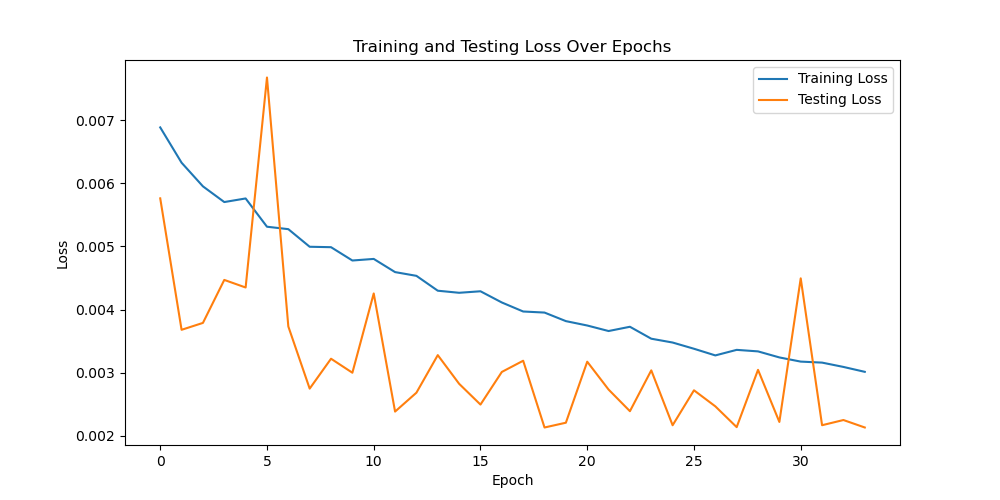 Training and Testing Loss Over Epochs
Training Loss
Testing Loss
0.007
0.006
0.005
0.004
0.003
0.002
Loss
0
5
10
15
20
25
30
Epoch